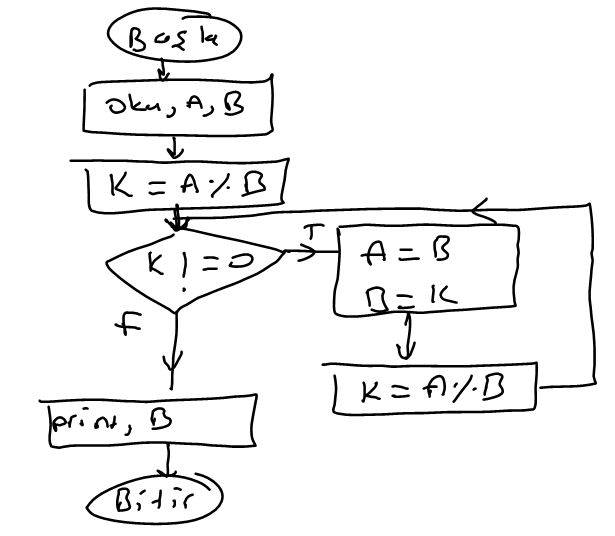 Başla
oku, A, B
K = A % B
K != 0
T
A = B
B = K
K = A % B
F
print, B
Bitir